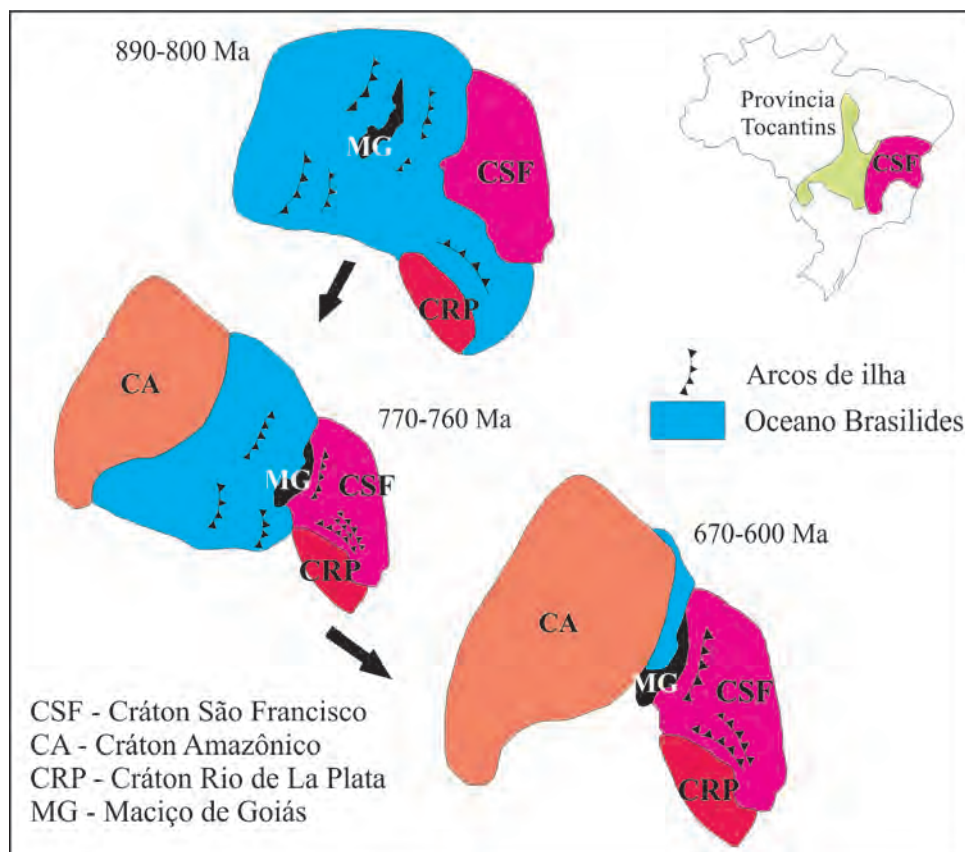 890-800 Ma
MG
CSF
CRP
Província
Tocantins
CSF
Arcos de ilha
Oceano Brasilides
CA
770-760 Ma
MG
CSF
CRP
670-600 Ma
CA
MG
CSF
CRP
CSF - Cráton São Francisco
CA - Cráton Amazônico
CRP - Cráton Rio de La Plata
MG - Maciço de Goiás